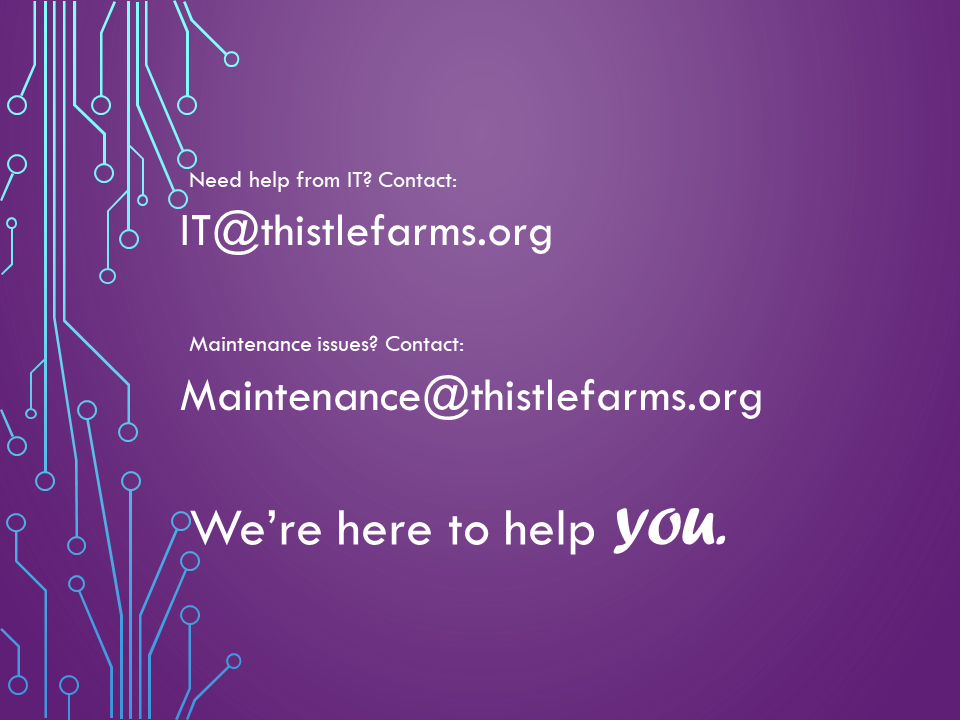 Need help from IT? Contact:
IT@thistlefarms.org
Maintenance issues? Contact:
Maintenance@thistlefarms.org
We’re here to help you.